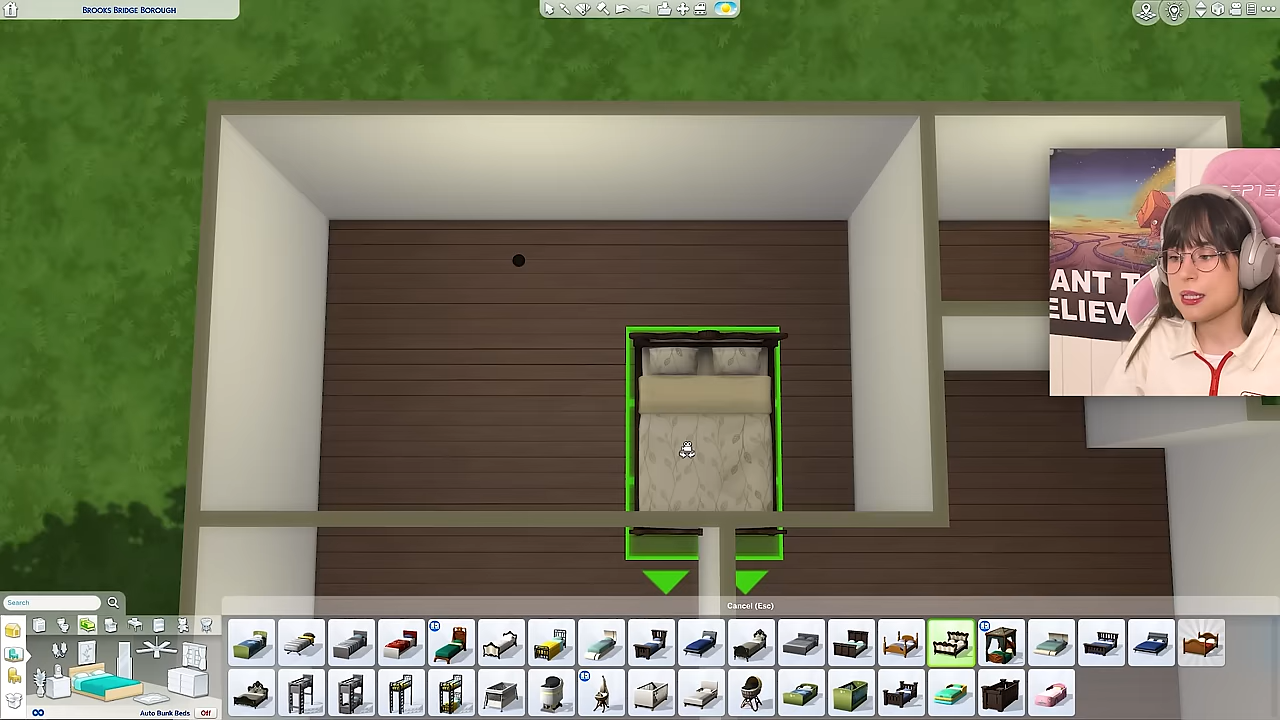 BROOKS BRIDGE BOROUGH
ANT T
ELIEV
Search
Cancel (Esc)
Auto Bunk Beds Off